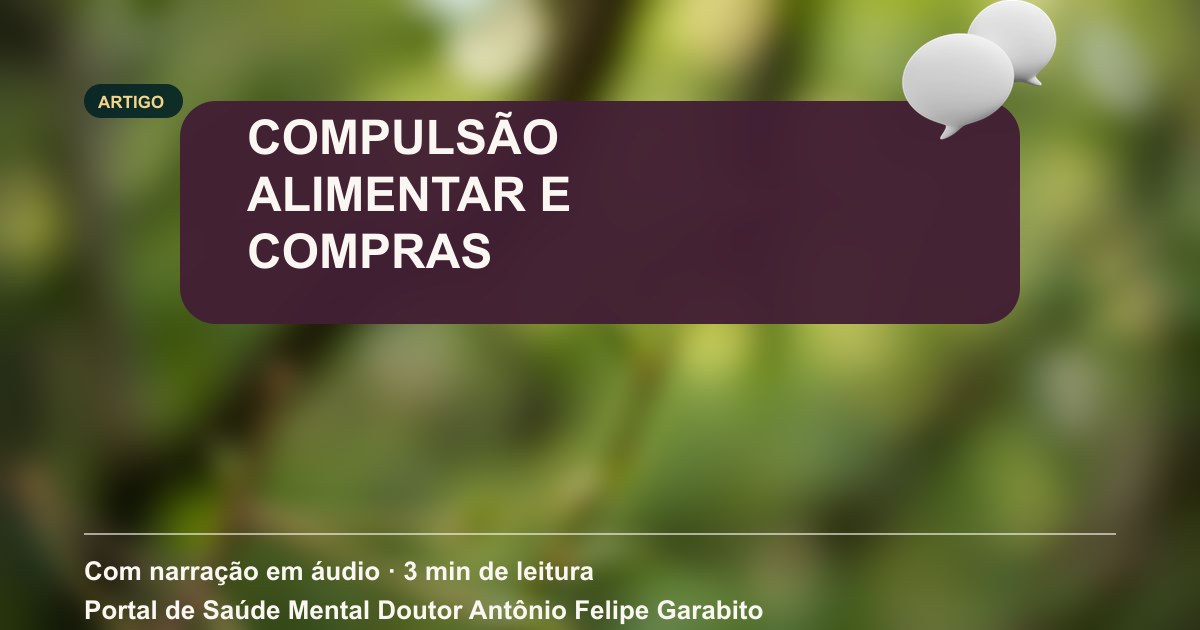 ARTIGO
COMPULSÃO
ALIMENTAR E
COMPRAS
Com narração em áudio · 3 min de leitura
Portal de Saúde Mental Doutor Antônio Felipe Garabito